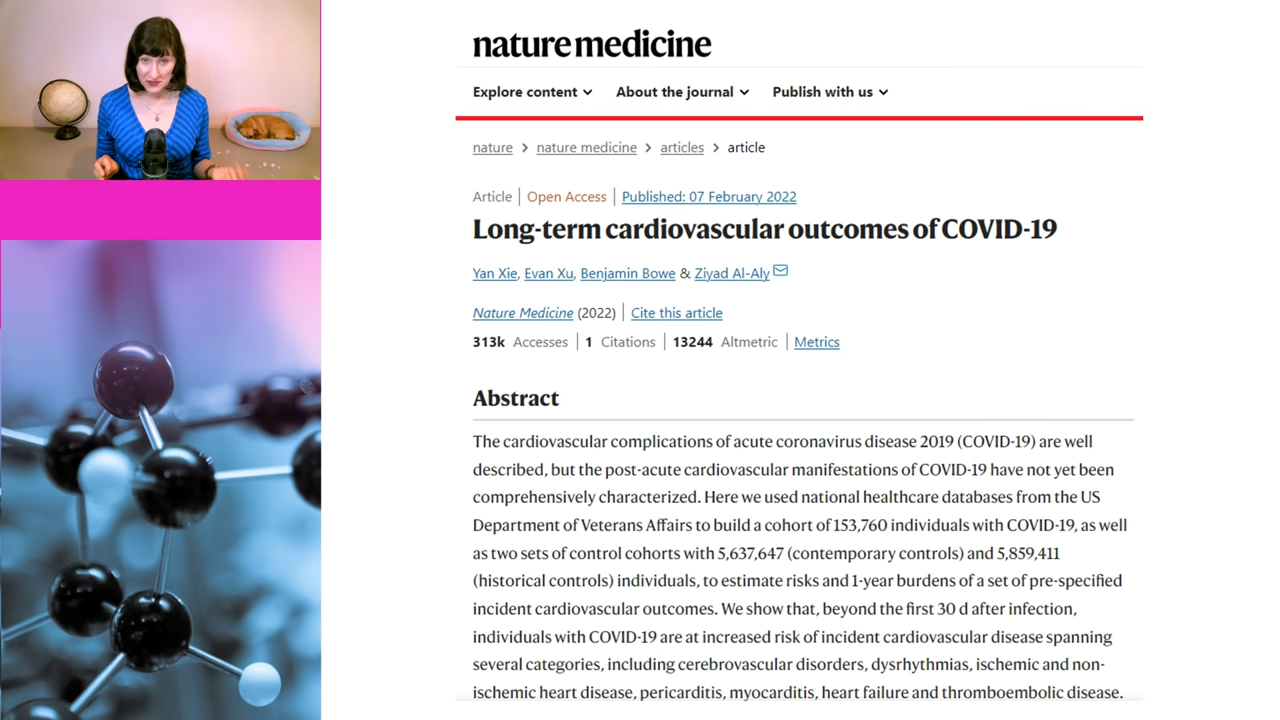 nature medicine
Explore content About the journal Publish with us
nature > nature medicine > articles > article
Article | Open Access | Published: 07 February 2022
Long-term cardiovascular outcomes of COVID-19
Yan Xie, Evan Xu, Benjamin Bowe & Ziyad Al-Aly
Nature Medicine (2022) | Cite this article
313k Accesses | 1 Citations | 13244 Altmetric | Metrics
Abstract
The cardiovascular complications of acute coronavirus disease 2019 (COVID-19) are well
described, but the post-acute cardiovascular manifestations of COVID-19 have not yet been
comprehensively characterized. Here we used national healthcare databases from the US
Department of Veterans Affairs to build a cohort of 153,760 individuals with COVID-19, as well
as two sets of control cohorts with 5,637,647 (contemporary controls) and 5,859,411
(historical controls) individuals, to estimate risks and 1-year burdens of a set of pre-specified
incident cardiovascular outcomes. We show that, beyond the first 30 d after infection,
individuals with COVID-19 are at increased risk of incident cardiovascular disease spanning
several categories, including cerebrovascular disorders, dysrhythmias, ischemic and non-
ischemic heart disease, pericarditis, myocarditis, heart failure and thromboembolic disease.